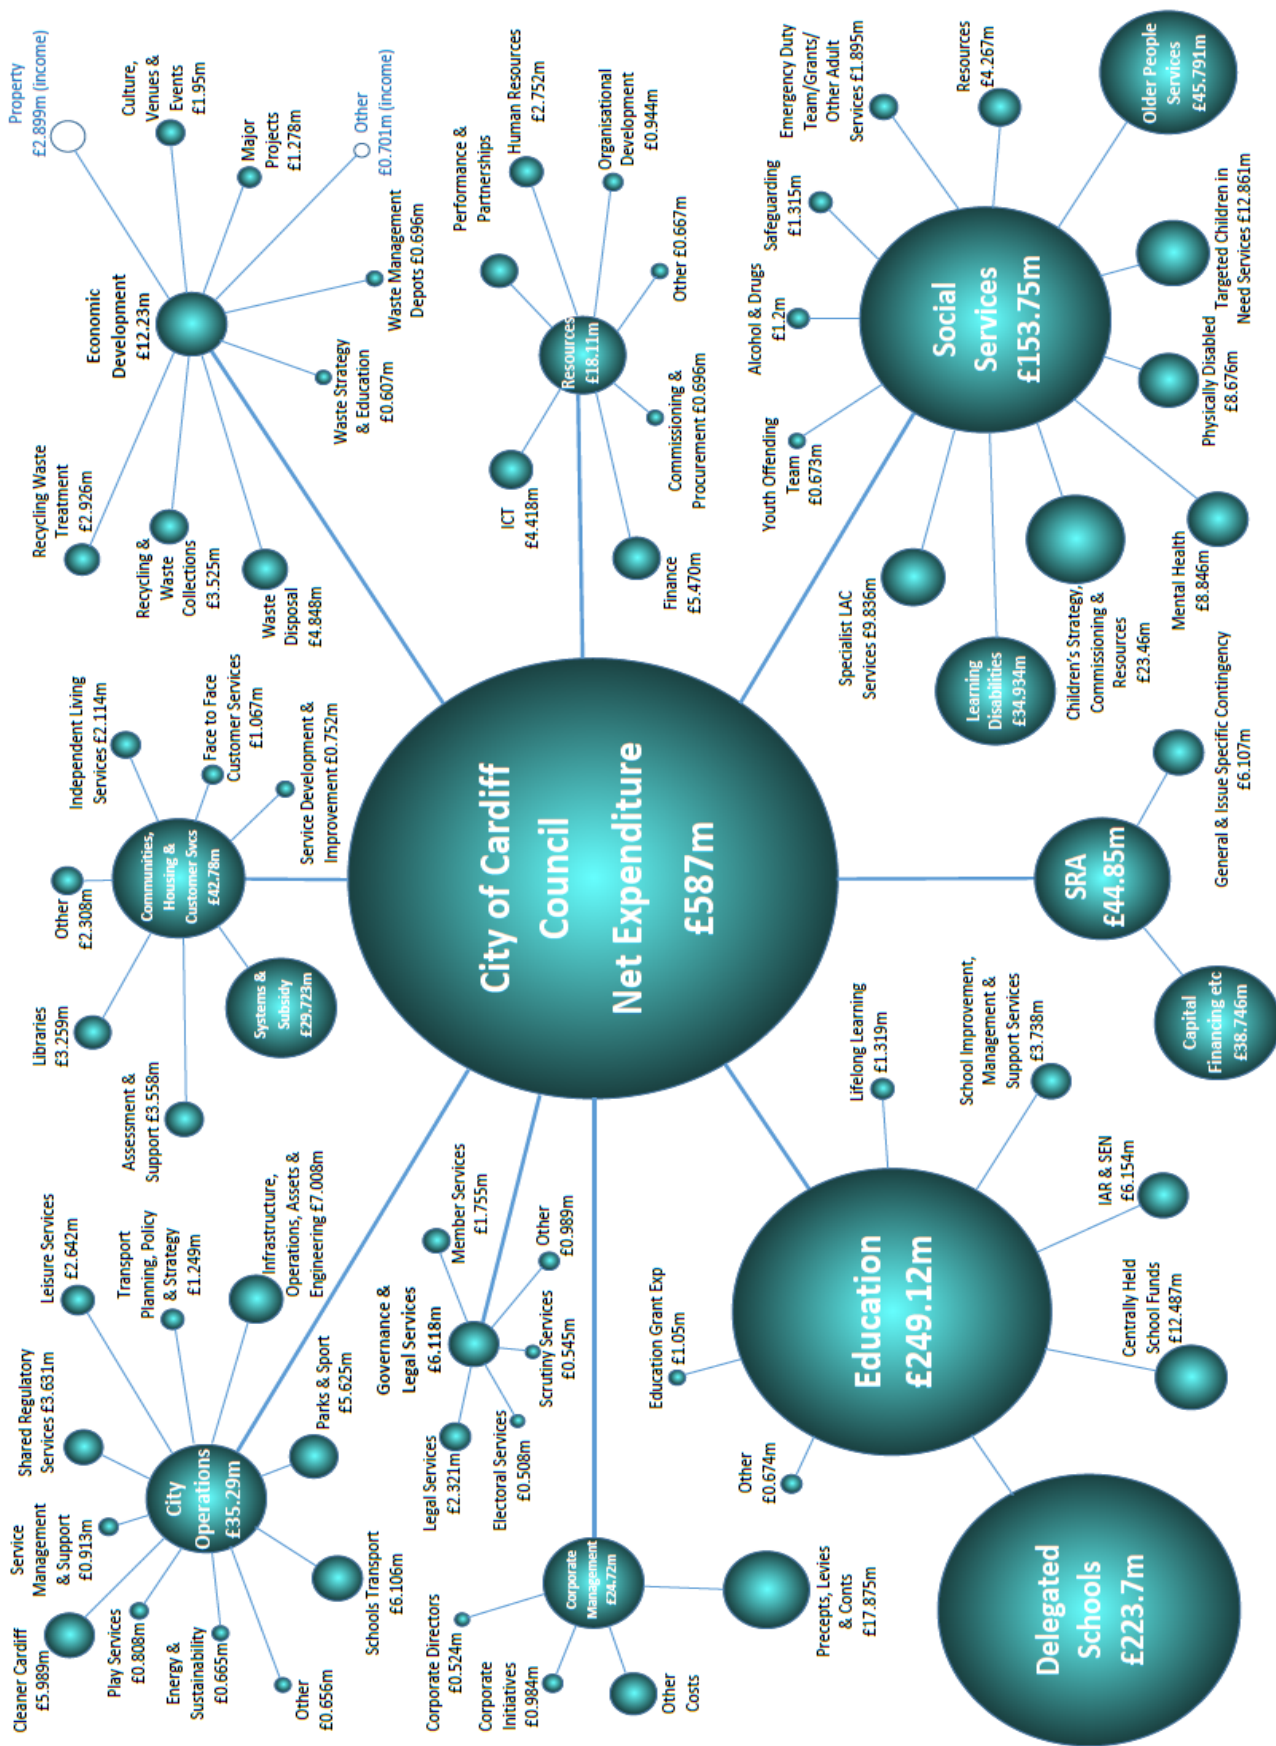 Cleaner Cardiff
£5.989m
Service
Management
& Support
£0.913m
Shared Regulatory
Services £3.631m
Leisure Services
£2.642m
Transport
Planning, Policy
& Strategy
£1.249m
Infrastructure,
Operations, Assets &
Engineering £7.008m
Parks & Sport
£5.625m
Schools Transport
£6.106m
Other
£0.656m
Energy &
Sustainability
£0.665m
Play Services
£0.808m
City
Operations
£35.29m
Assessment &
Support £3.558m
Libraries
£3.259m
Other
£2.308m
Independent Living
Services £2.114m
Face to Face
Customer Services
£1.067m
Service Development &
Improvement £0.752m
Systems &
Subsidy
£29.723m
Communities,
Housing &
Customer Svcs
£42.78m
Recycling Waste
Treatment
£2.926m
Recycling &
Waste
Collections
£3.525m
Waste
Disposal
£4.848m
Economic
Development
£12.23m
Waste Strategy
& Education
£0.607m
Waste Management
Depots £0.696m
Property
£2.899m (income)
Culture,
Venues &
Events
£1.95m
Major
Projects
£1.278m
Other
£0.701m (income)
Governance &
Legal Services
£6.118m
Member Services
£1.755m
Other
£0.989m
Scrutiny Services
£0.545m
Electoral Services
£0.508m
Legal Services
£2.321m
City of Cardiff
Council
Net Expenditure
£587m
Resources
£18.11m
ICT
£4.418m
Finance
£5.470m
Commissioning &
Procurement £0.696m
Other £0.667m
Organisational
Development
£0.944m
Human Resources
£2.752m
Performance &
Partnerships
Corporate Directors
£0.524m
Corporate
Initiatives
£0.984m
Other
Costs
Precepts, Levies
& Conts
£17.875m
Corporate
Management
£24.72m
Education
£249.12m
Other
£0.674m
Education Grant Exp
£1.05m
Lifelong Learning
£1.319m
School Improvement,
Management &
Support Services
£3.738m
IAR & SEN
£6.154m
Centrally Held
School Funds
£12.487m
Delegated
Schools
£223.7m
SRA
£44.85m
Capital
Financing etc
£38.746m
General & Issue Specific Contingency
£6.107m
Social
Services
£153.75m
Specialist LAC
Services £9.836m
Youth Offending
Team
£0.673m
Alcohol & Drugs
£1.2m
Safeguarding
£1.315m
Emergency Duty
Team/Grants/
Other Adult
Services £1.895m
Resources
£4.267m
Older People
Services
£45.791m
Targeted Children in
Need Services £12.861m
Physically Disabled
£8.676m
Mental Health
£8.846m
Children's Strategy,
Commissioning &
Resources
£23.46m
Learning
Disabilities
£34.934m